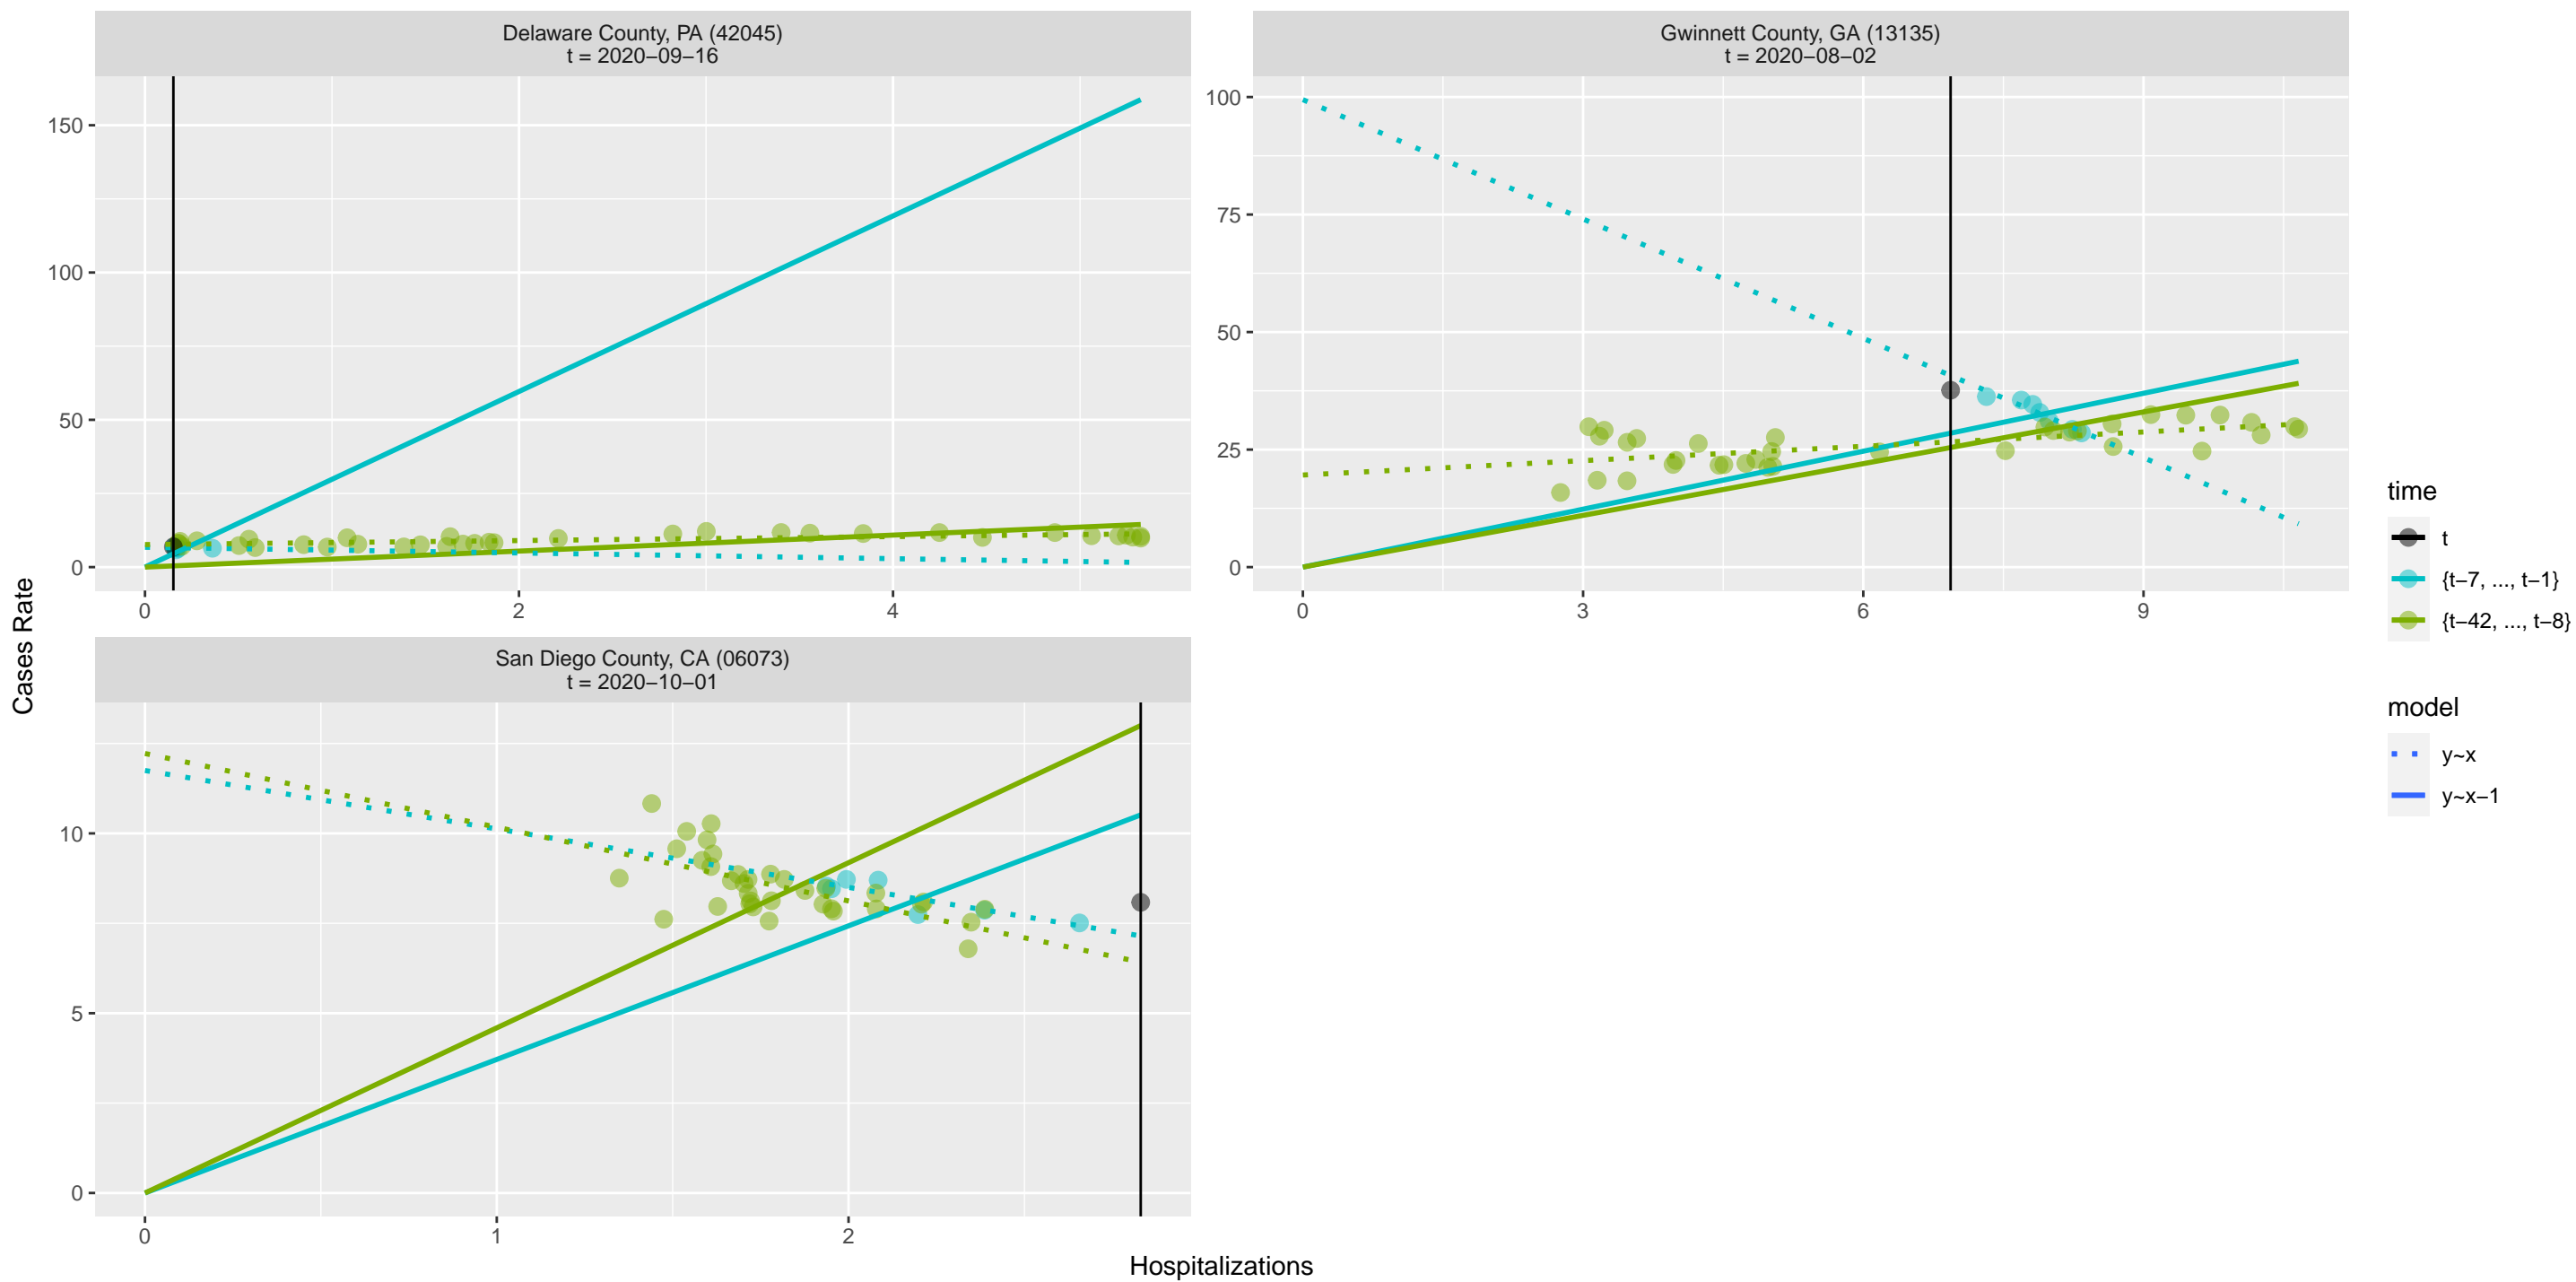 Delaware County, PA (42045)
t = 2020−09−16
Gwinnett County, GA (13135)
t = 2020−08−02
150
100
50
0
0
2
4
100
75
50
25
0
0
3
6
9
San Diego County, CA (06073)
t = 2020−10−01
10
5
0
0
1
2
Cases Rate
Hospitalizations
time
t
{t−7, ..., t−1}
{t−42, ..., t−8}
model
y~x
y~x−1